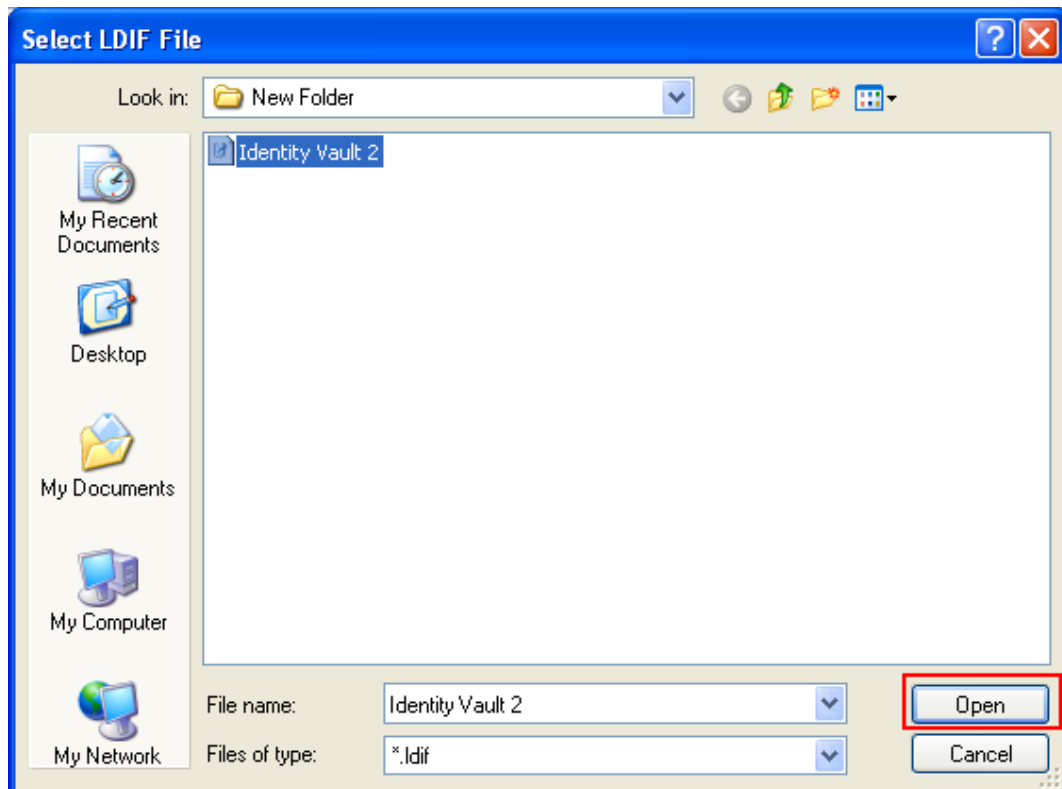 Select LDIF File
?
Look in:
New Folder
Identity Vault 2
My Recent
Documents
Desktop
My Documents
My Computer
My Network
File name:
Identity Vault 2
Open
Files of type:
*.ldif
Cancel